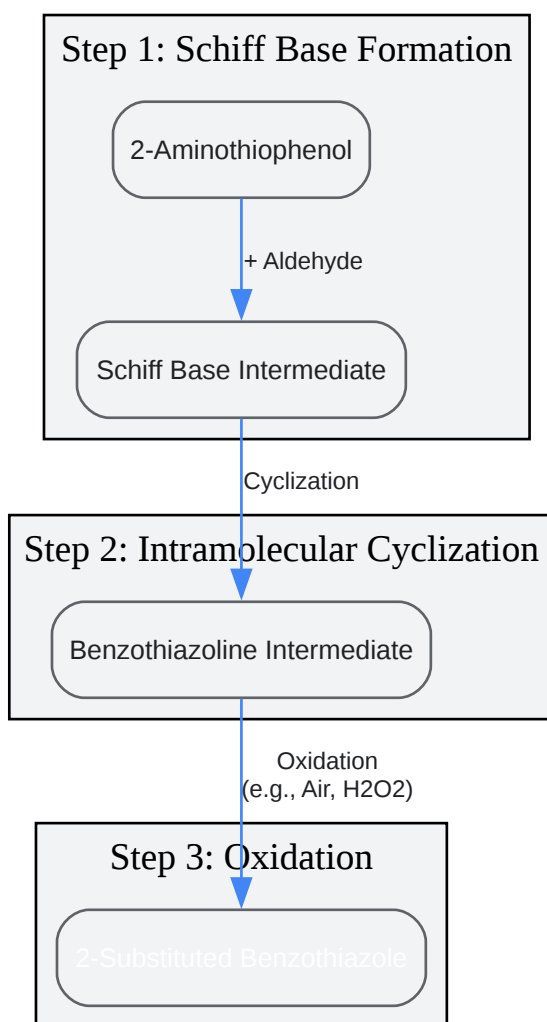 Step 1: Schiff Base Formation
2-Aminothiophenol
+ Aldehyde
Schiff Base Intermediate
Cyclization
Step 2: Intramolecular Cyclization
Benzothiazoline Intermediate
Oxidation
(e.g., Air, H2O2)
Step 3: Oxidation
2-Substituted Benzothiazole